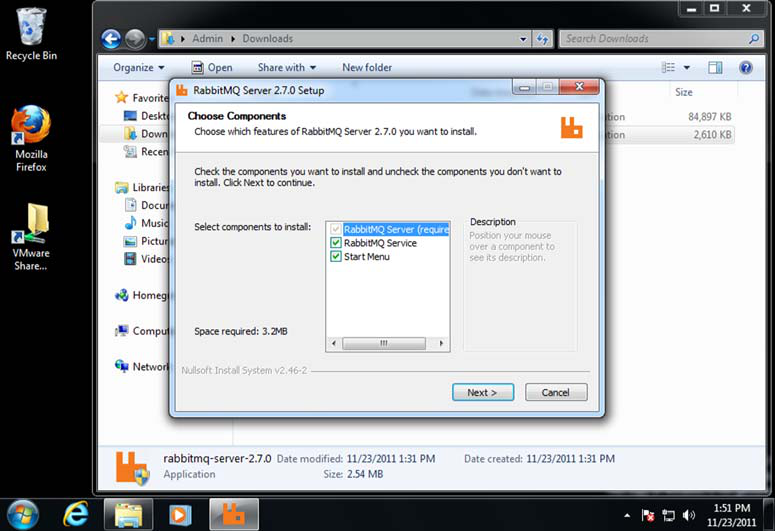 Recycle Bin
Mozilla
Firefox
VMware
Share...
Admin
Downloads
Search Downloads
Organize
Open
Share with
New folder
Size
Favorite
Deskt
Down
Recen
Libraries
Docu
Music
Pictur
Video
Homeg
Comput
Network
ation
84,897 KB
ation
2,610 KB
RabbitMQ Server 2.7.0 Setup
Choose Components
Choose which features of RabbitMQ Server 2.7.0 you want to install.
Check the components you want to install and uncheck the components you don't want to
install. Click Next to continue.
Select components to install:
RabbitMQ Server (require
RabbitMQ Service
Start Menu
Description
Position your mouse
over a component to
see its description.
Space required: 3.2MB
Nullsoft Install System v2.46-2
Next >
Cancel
rabbitmq-server-2.7.0 Date modified: 11/23/2011 1:31 PM Date created: 11/23/2011 1:31 PM
Application Size: 2.54 MB
1:51 PM
11/23/2011